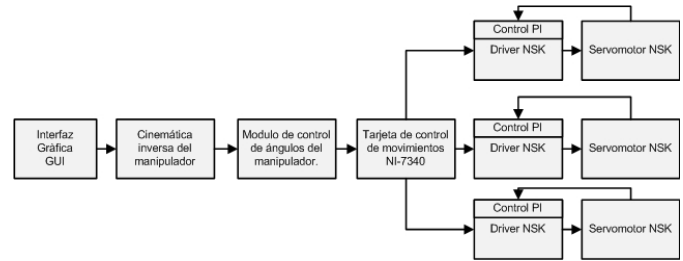 Interfaz
Gràfica
GUI
Cinemática
inversa del
manipulador
Modulo de control
de ángulos del
manipulador.
Tarjeta de control
de movimientos
NI-7340
Control PI
Driver NSK
Servomotor NSK
Control PI
Driver NSK
Servomotor NSK
Control PI
Driver NSK
Servomotor NSK